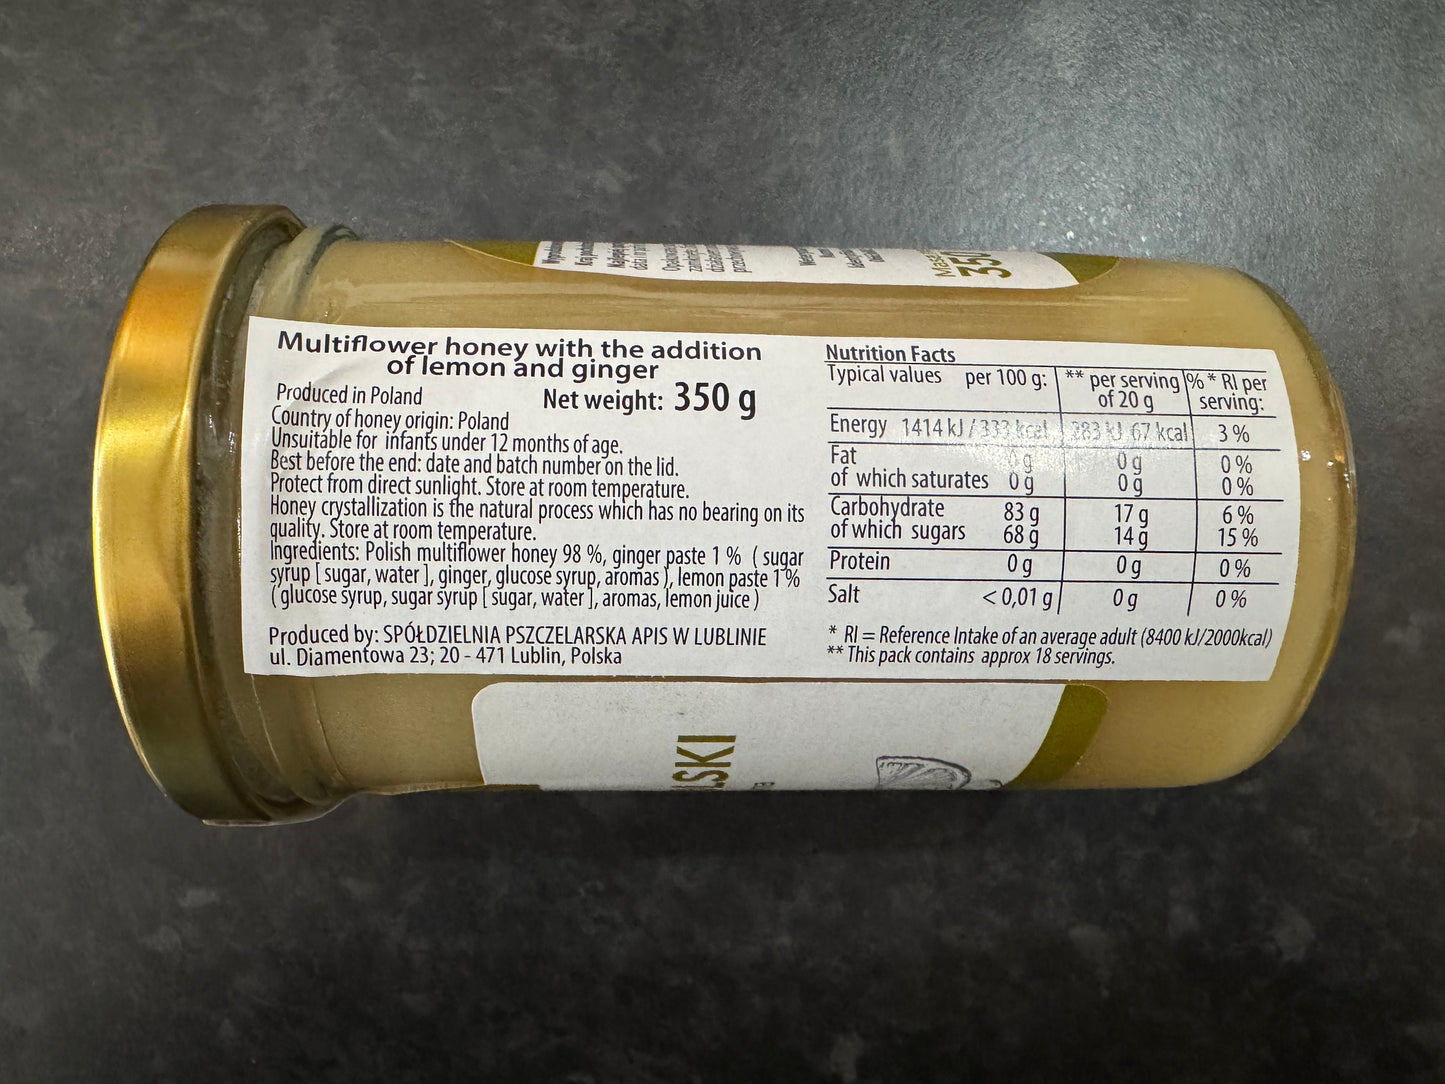 Multiflower honey with the addition
of lemon and ginger
Produced in Poland
Net weight: 350 g
Country of honey origin: Poland
Unsuitable for infants under 12 months of age.
Best before the end: date and batch number on the lid.
Protect from direct sunlight. Store at room temperature.
Honey crystallization is the natural process which has no bearing on its
quality. Store at room temperature.
Ingredients: Polish multiflower honey 98 %, ginger paste 1 % ( sugar
syrup [ sugar, water ], ginger, glucose syrup, aromas ), lemon paste 1 %
( glucose syrup, sugar syrup [ sugar, water ], aromas, lemon juice )
Produced by: SPÓŁDZIELNIA PSZCZELARSKA APIS W LUBLINIE
ul. Diamentowa 23; 20 - 471 Lublin, Polska
Nutrition Facts
Typical values per 100 g: ** per serving of 20 g % * RI per serving:
Energy 1414 kJ / 333 kcal 283 kJ 67 kcal 3 %
Fat 0 g 0 g 0 %
of which saturates 0 g 0 g 0 %
Carbohydrate 83 g 17 g 6 %
of which sugars 68 g 14 g 15 %
Protein 0 g 0 g 0 %
Salt < 0,01 g 0 g 0 %
* RI = Reference Intake of an average adult (8400 kJ/2000kcal)
** This pack contains approx 18 servings.
LSKI